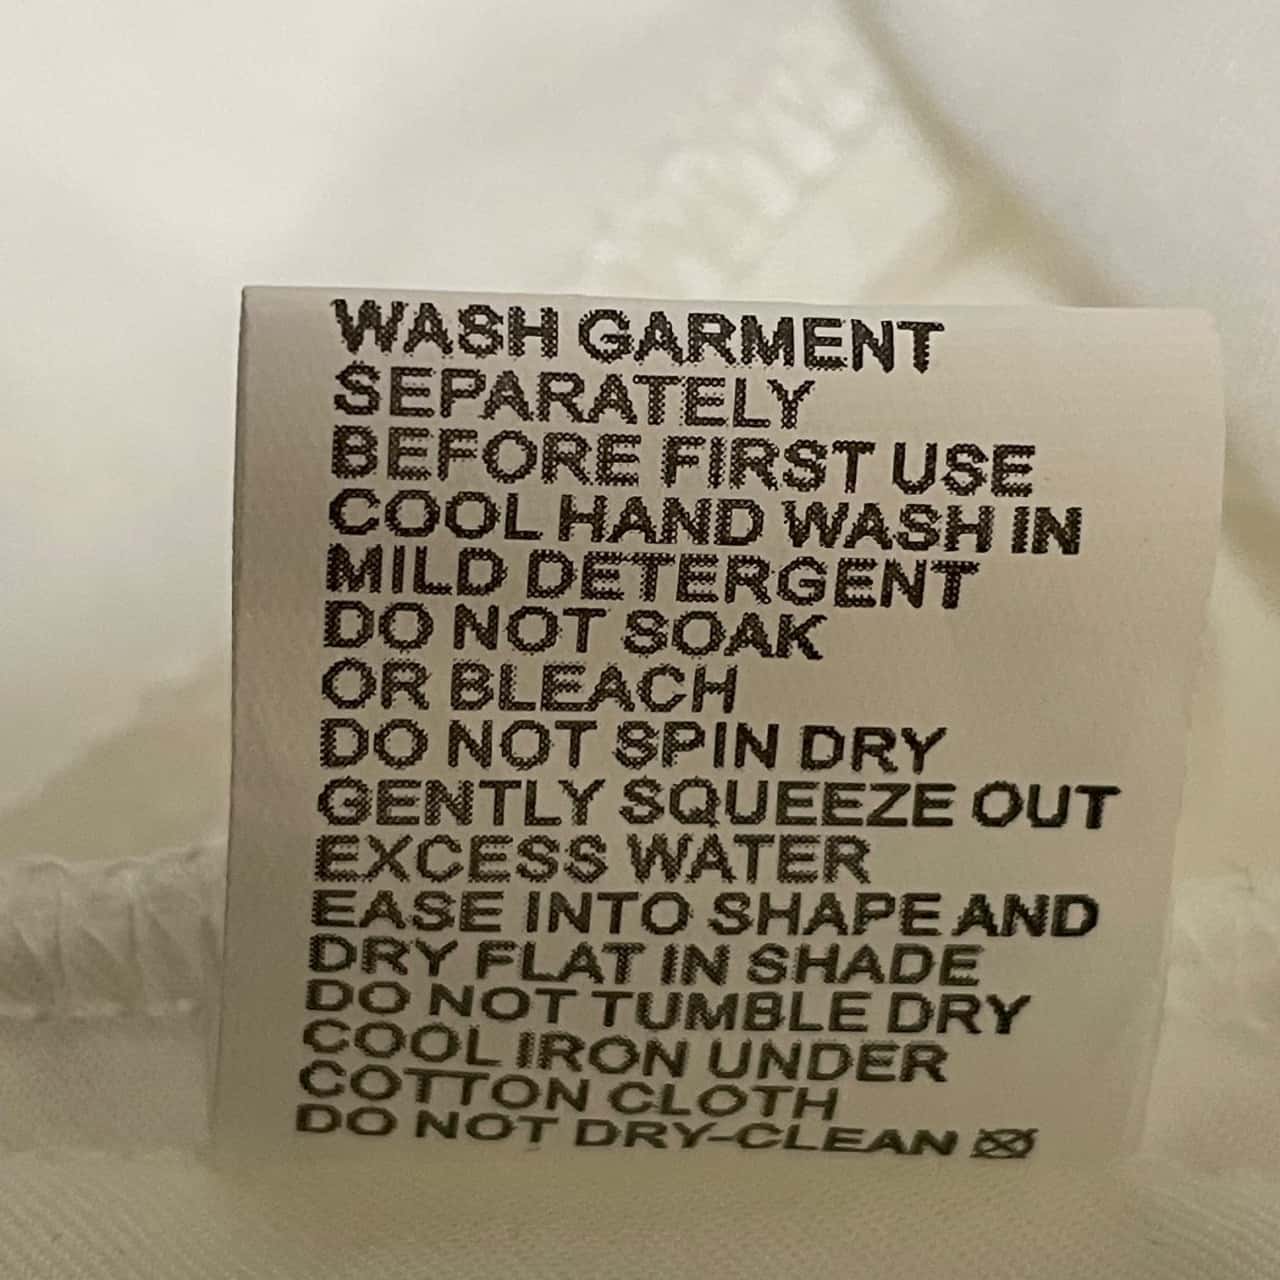 WASH GARMENT
SEPARATELY
BEFORE FIRST USE
COOL HAND WASH IN
MILD DETERGENT
DO NOT SOAK
OR BLEACH
DO NOT SPIN DRY
GENTLY SQUEEZE OUT
EXCESS WATER
EASE INTO SHAPE AND
DRY FLAT IN SHADE
DO NOT TUMBLE DRY
COOL IRON UNDER
COTTON CLOTH
DO NOT DRY-CLEAN